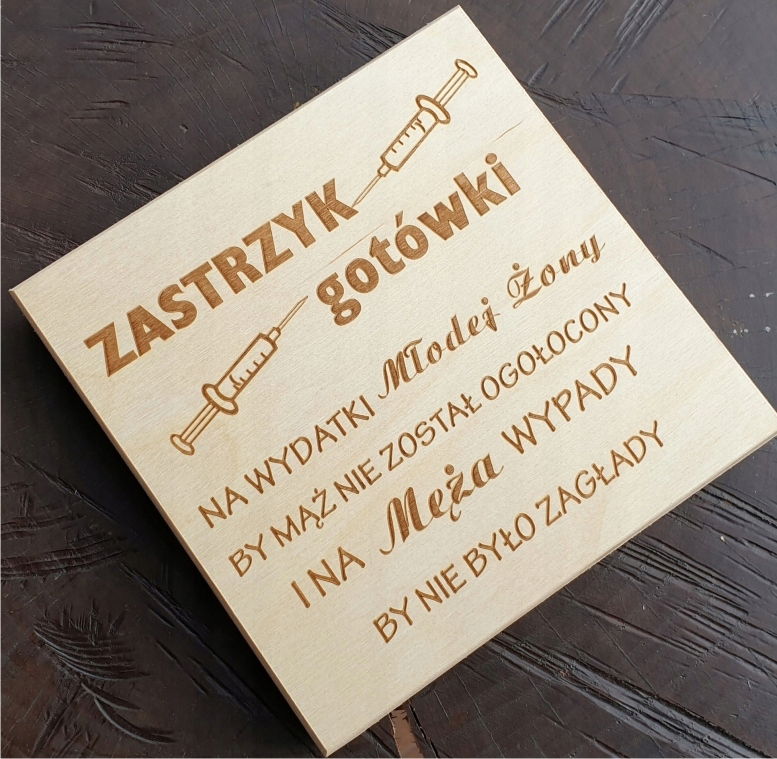 ZASTRZYK
gotówki
NA WYDATKI Młodej Żony
BY MĄŻ NIE ZOSTAŁ OGOŁOCONY
I NA Męża WYPADY
BY NIE BYŁO ZAGŁADY